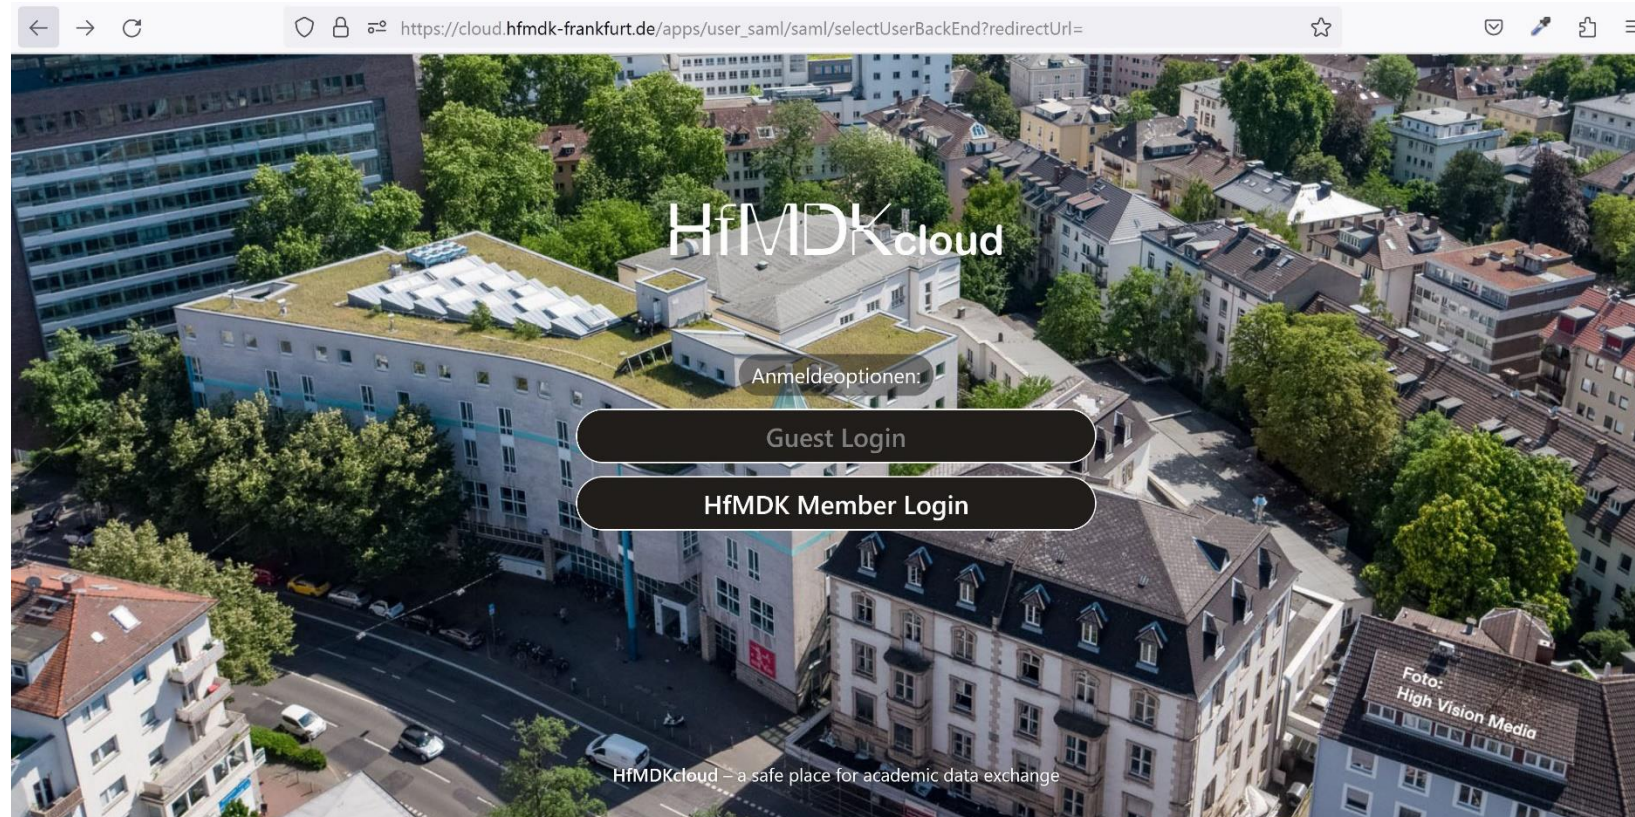 https://cloud.hfmdk-frankfurt.de/apps/user_saml/saml/selectUserBackEnd?redirectUrl=
HfMDKcloud
Anmeldeoptionen:
Guest Login
HfMDK Member Login
Foto:
High Vision Media
HfMDKcloud – a safe place for academic data exchange